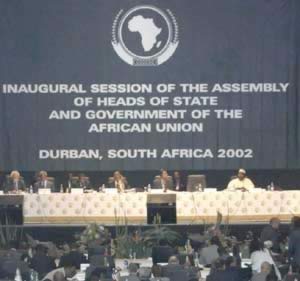 INAUGURAL SESSION OF THE ASSEMBLY
OF HEADS OF STATE
AND GOVERNMENT OF THE
AFRICAN UNION
DURBAN, SOUTH AFRICA 2002